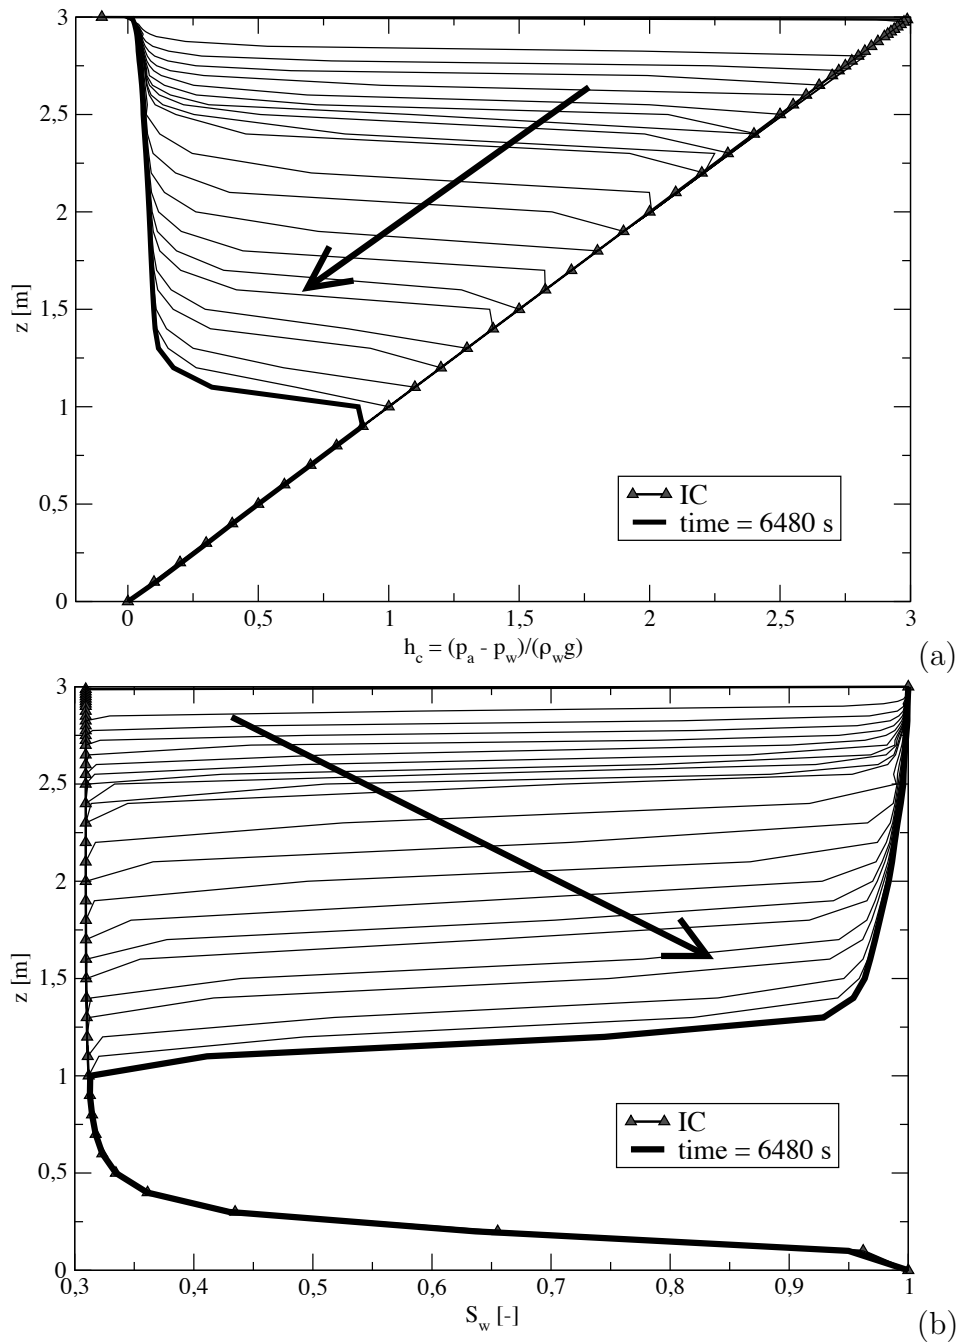 3
2,5
2
1,5
1
0,5
0
z [m]
IC
time = 6480 s
0 0,5 1 1,5 2 2,5 3
h_c = (p_a - p_w)/(ρ_w g)
(a)
3
2,5
2
1,5
1
0,5
0
z [m]
IC
time = 6480 s
0,3 0,4 0,5 0,6 0,7 0,8 0,9 1
S_w [-]
(b)